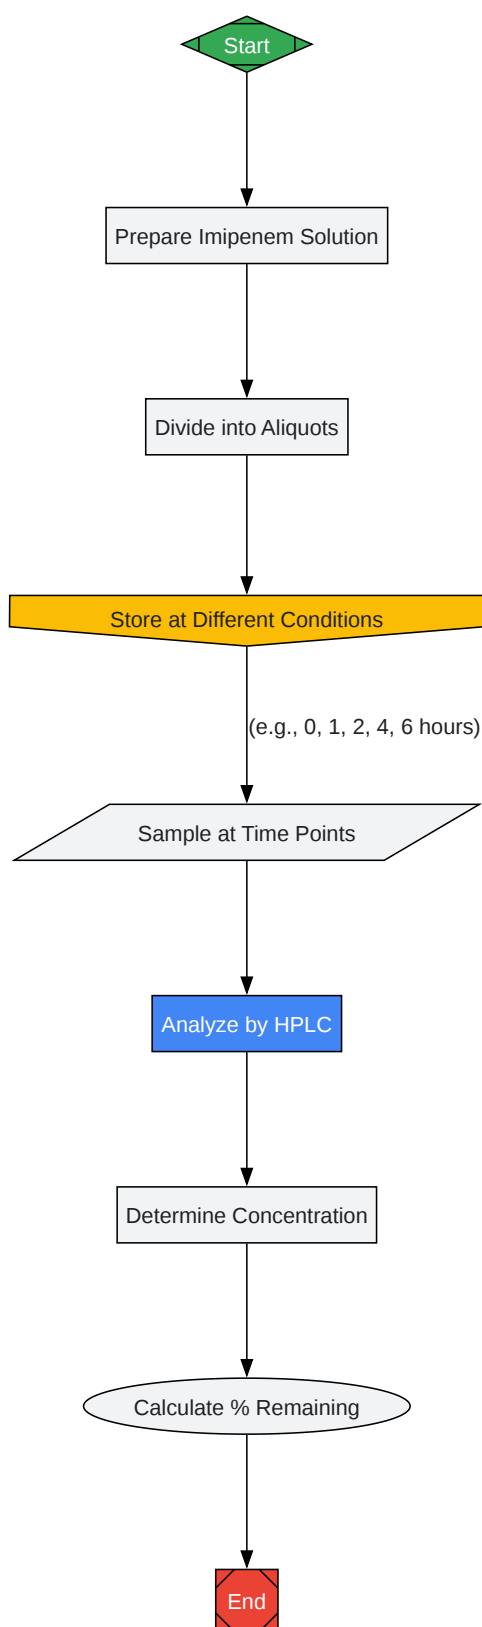 Start
Prepare Imipenem Solution
Divide into Aliquots
Store at Different Conditions
(e.g., 0, 1, 2, 4, 6 hours)
Sample at Time Points
Analyze by HPLC
Determine Concentration
Calculate % Remaining
End